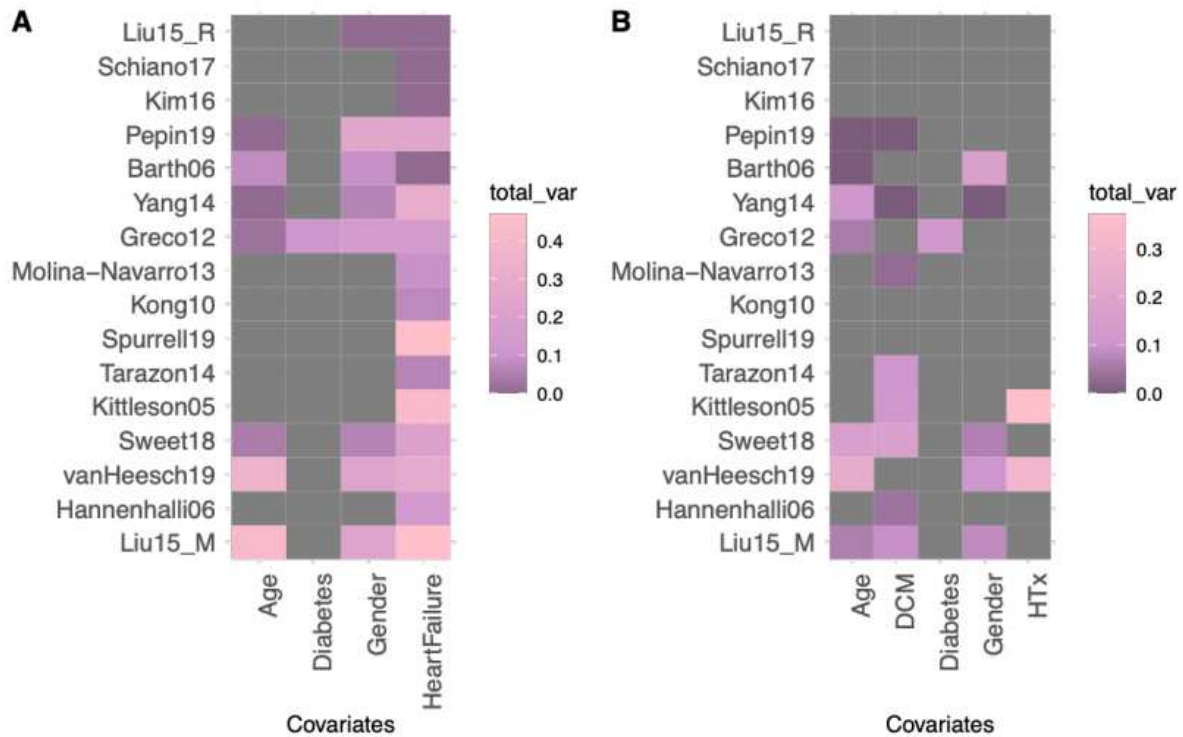 A
Liu15_R
Schiano17
Kim16
Pepin19
Barth06
Yang14
Greco12
Molina−Navarro13
Kong10
Spurrell19
Tarazon14
Kittleson05
Sweet18
vanHeesch19
Hannenhalli06
Liu15_M
Age
Diabetes
Gender
HeartFailure
Covariates
total_var
0.4
0.3
0.2
0.1
0.0
B
Liu15_R
Schiano17
Kim16
Pepin19
Barth06
Yang14
Greco12
Molina−Navarro13
Kong10
Spurrell19
Tarazon14
Kittleson05
Sweet18
vanHeesch19
Hannenhalli06
Liu15_M
Age
DCM
Diabetes
Gender
HTx
Covariates
total_var
0.3
0.2
0.1
0.0